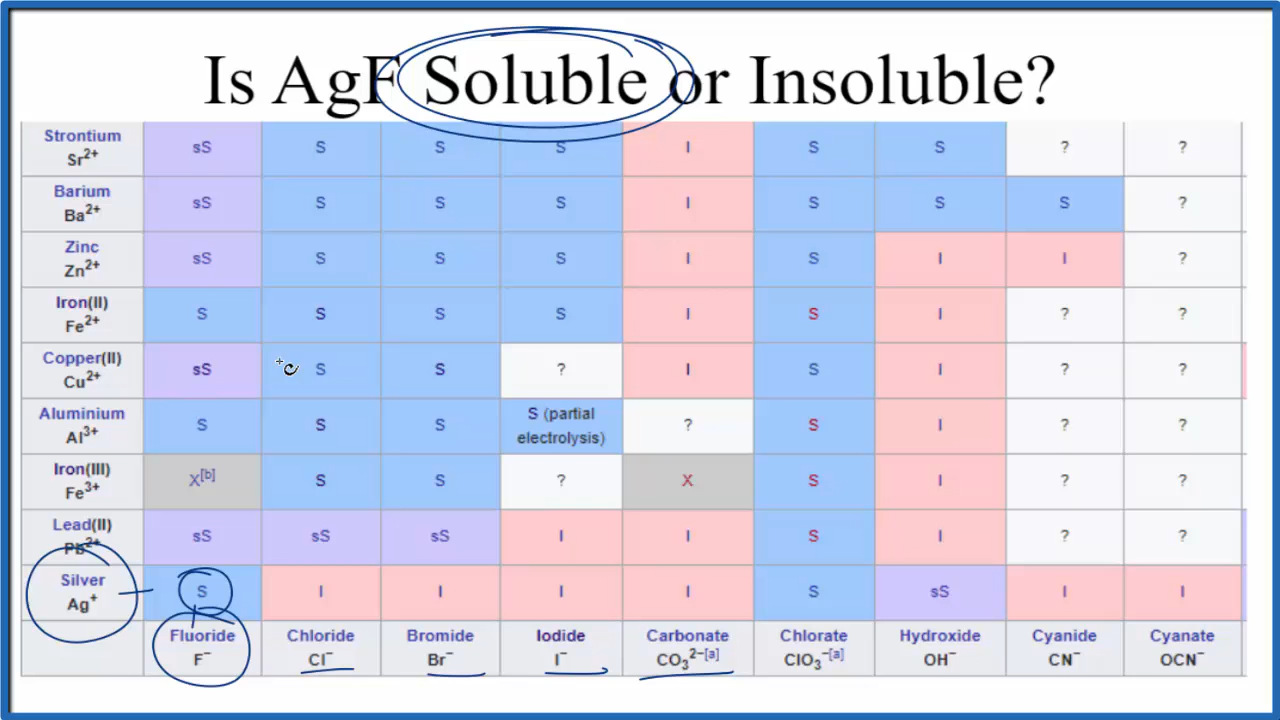 Is AgF Soluble or Insoluble?
Strontium Sr²⁺ sS S S S I S S ? ?
Barium Ba²⁺ sS S S S I S S S ?
Zinc Zn²⁺ sS S S S I S I I ?
Iron(II) Fe²⁺ S S S S I S I ? ?
Copper(II) Cu²⁺ sS S S ? I S I ? ?
Aluminium Al³⁺ S S S S (partial electrolysis) ? S I ? ?
Iron(III) Fe³⁺ X[b] S S ? X S I ? ?
Lead(II) Pb²⁺ sS sS sS I I S I ? ?
Silver Ag⁺ S I I I I S sS I I
Fluoride Chloride Bromide Iodide Carbonate Chlorate Hydroxide Cyanide Cyanate
F⁻ Cl⁻ Br⁻ I⁻ CO₃²⁻[a] ClO₃⁻[a] OH⁻ CN⁻ OCN⁻